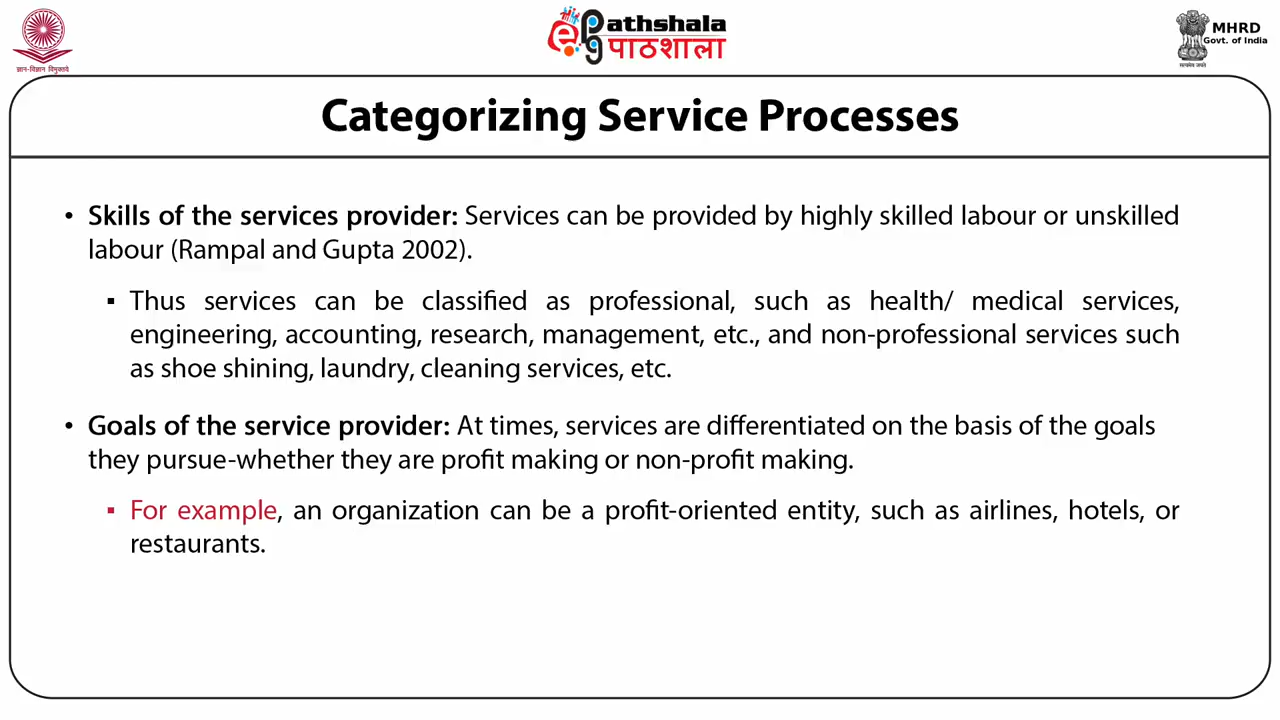 ज्ञान-विज्ञान विमुक्तये
ePG Pathshala
पाठशाला
MHRD
Govt. of India
सत्यमेव जयते
Categorizing Service Processes
• Skills of the services provider: Services can be provided by highly skilled labour or unskilled
labour (Rampal and Gupta 2002).
▪ Thus services can be classified as professional, such as health/ medical services,
engineering, accounting, research, management, etc., and non-professional services such
as shoe shining, laundry, cleaning services, etc.
• Goals of the service provider: At times, services are differentiated on the basis of the goals
they pursue-whether they are profit making or non-profit making.
▪ For example, an organization can be a profit-oriented entity, such as airlines, hotels, or
restaurants.